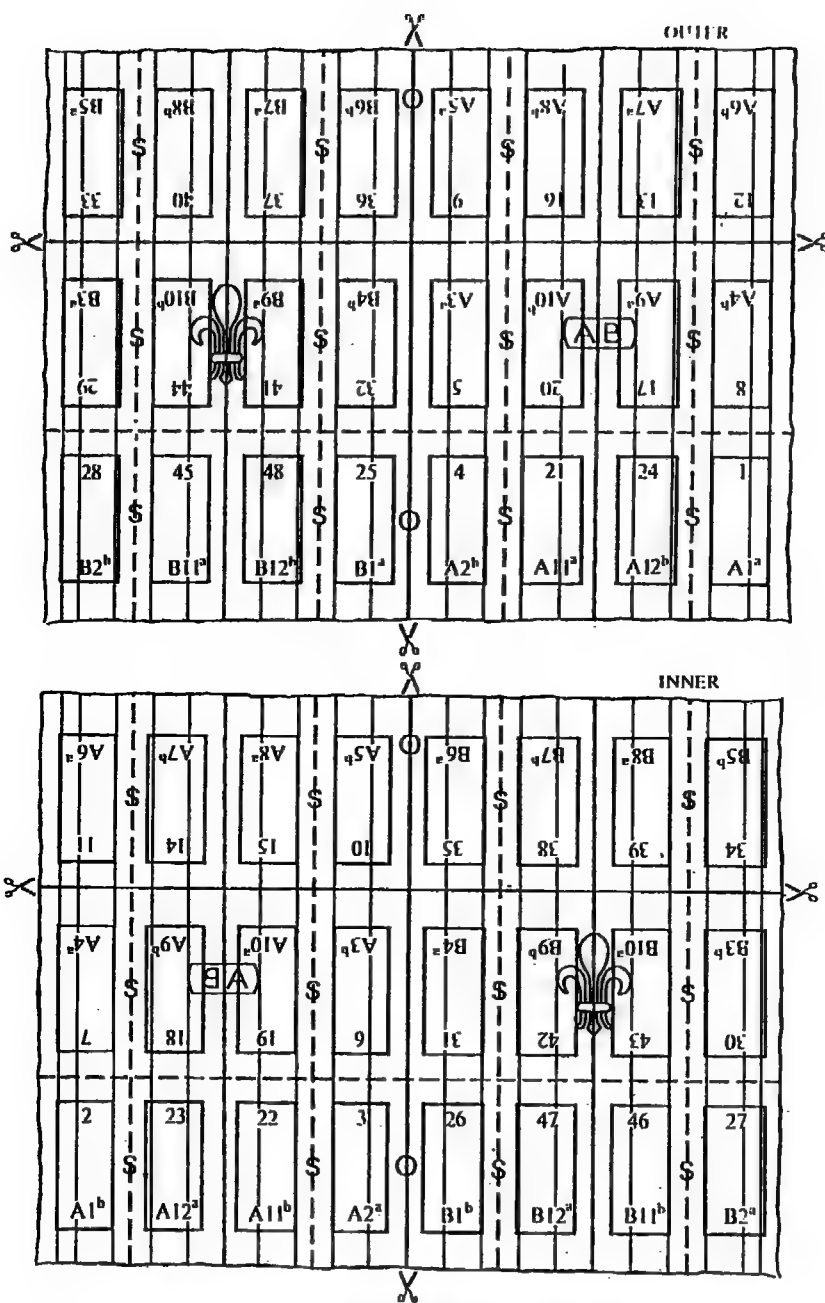 OUTER
B5ª B8ᵇ B7ª B6ᵇ A5ª A8ᵇ A7ª A6ᵇ
33 40 37 36 9 16 13 12
B3ª B10ᵇ B9ª B4ᵇ A3ª A10ᵇ A9ª A4ᵇ
A B
29 44 41 32 5 20 17 8
28 45 48 25 4 21 24 1
B2ᵇ B11ª B12ᵇ B1ª A2ᵇ A11ª A12ᵇ A1ª
INNER
A6ª A7ᵇ A8ª A5ᵇ B6ª B7ᵇ B8ª B5ᵇ
11 14 15 10 35 38 39 34
A4ª A9ᵇ A10ª A3ᵇ B4ª B9ᵇ B10ª B3ᵇ
B A
7 18 19 6 31 42 43 30
2 23 22 3 26 47 46 27
A1ᵇ A12ª A11ᵇ A2ª B1ᵇ B12ª B11ᵇ B2ª